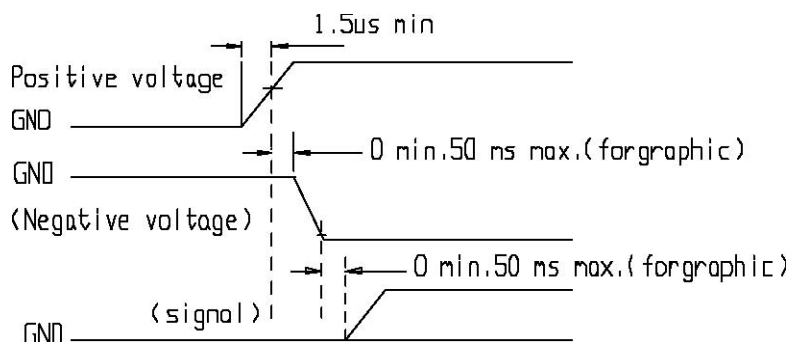 1.5us min
Positive voltage
GND
0 min.50 ms max.(forgraphic)
GND
(Negative voltage)
0 min.50 ms max.(forgraphic)
(signal)
GND